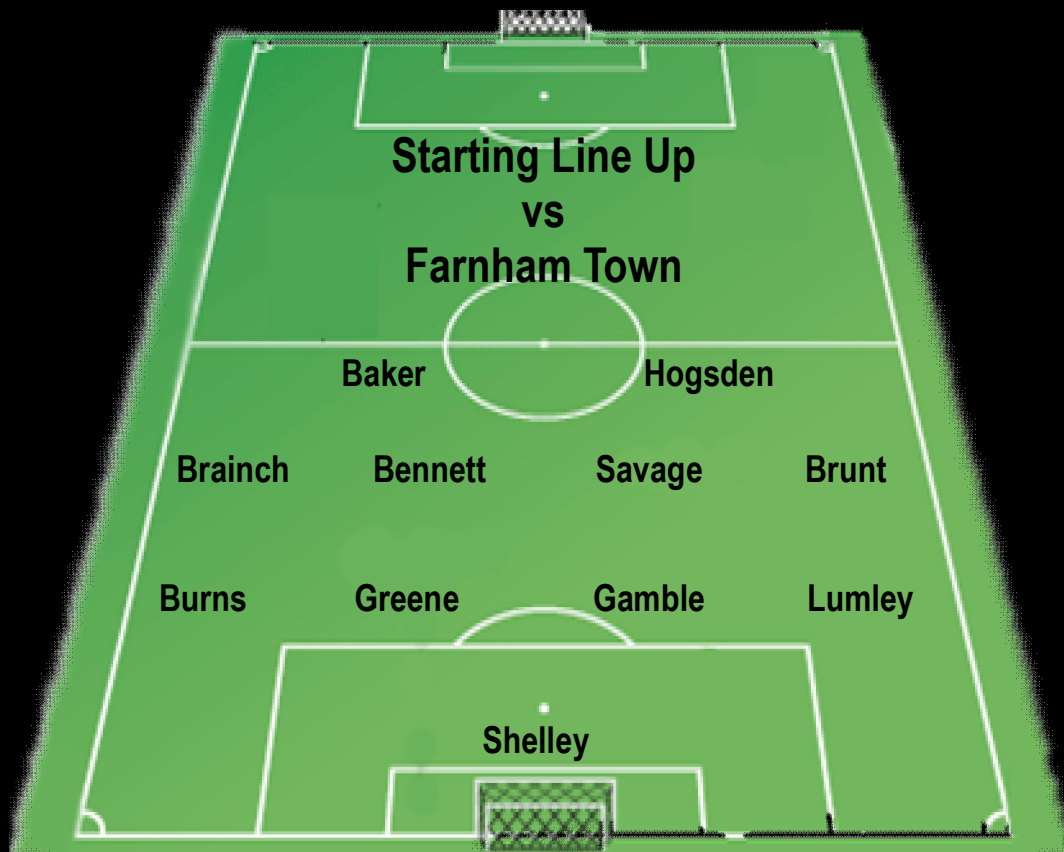 Starting Line Up
vs
Farnham Town
Baker Hogsden
Brainch Bennett Savage Brunt
Burns Greene Gamble Lumley
Shelley